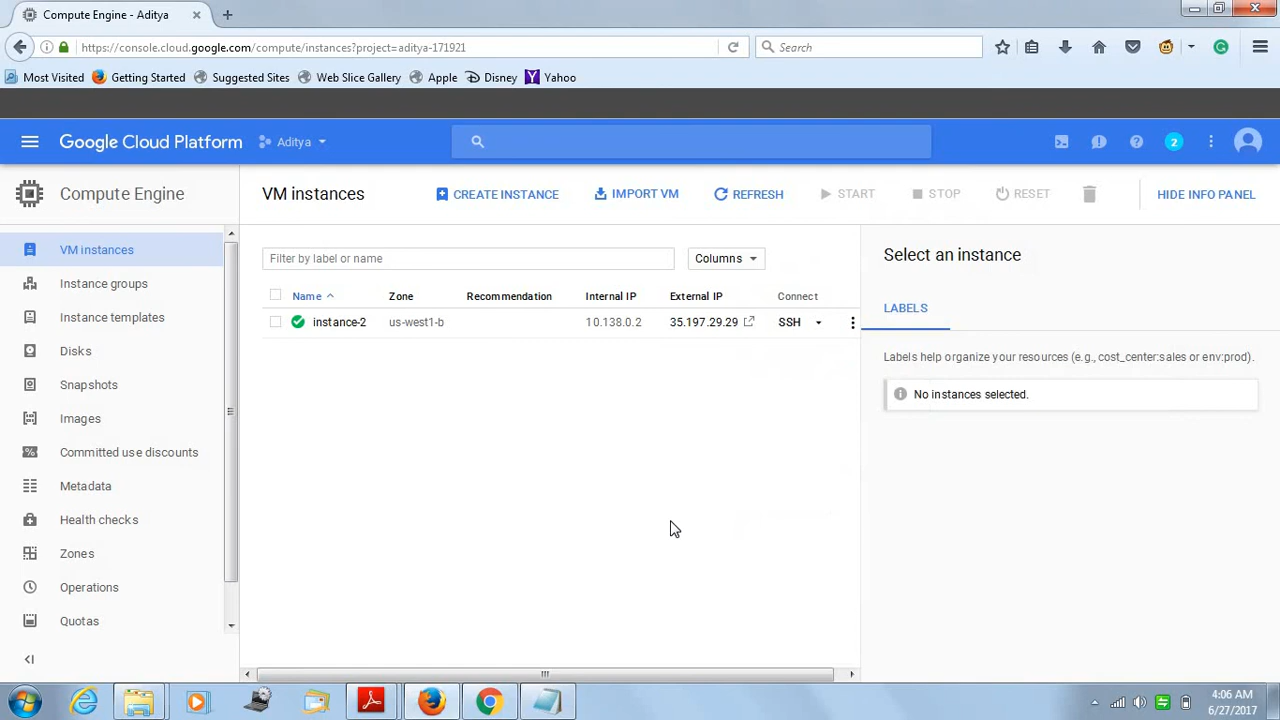 Compute Engine - Aditya
https://console.cloud.google.com/compute/instances?project=aditya-171921
Search
Most Visited Getting Started Suggested Sites Web Slice Gallery Apple Disney Yahoo
Google Cloud Platform Aditya 2
Compute Engine
VM instances CREATE INSTANCE IMPORT VM REFRESH START STOP RESET HIDE INFO PANEL
VM instances
Instance groups
Instance templates
Disks
Snapshots
Images
Committed use discounts
Metadata
Health checks
Zones
Operations
Quotas
Filter by label or name Columns
Name Zone Recommendation Internal IP External IP Connect
instance-2 us-west1-b 10.138.0.2 35.197.29.29 SSH
Select an instance
LABELS
Labels help organize your resources (e.g., cost_center:sales or env:prod).
No instances selected.
4:06 AM
6/27/2017